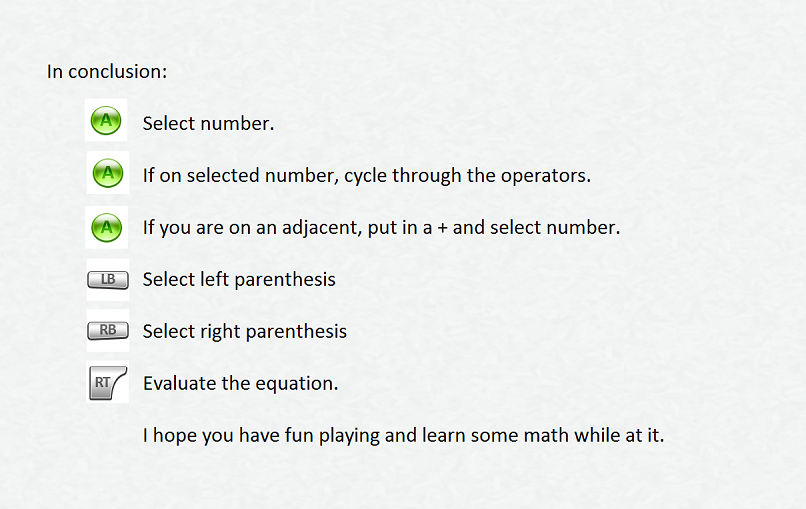 In conclusion:
A Select number.
A If on selected number, cycle through the operators.
A If you are on an adjacent, put in a + and select number.
LB Select left parenthesis
RB Select right parenthesis
RT Evaluate the equation.
I hope you have fun playing and learn some math while at it.